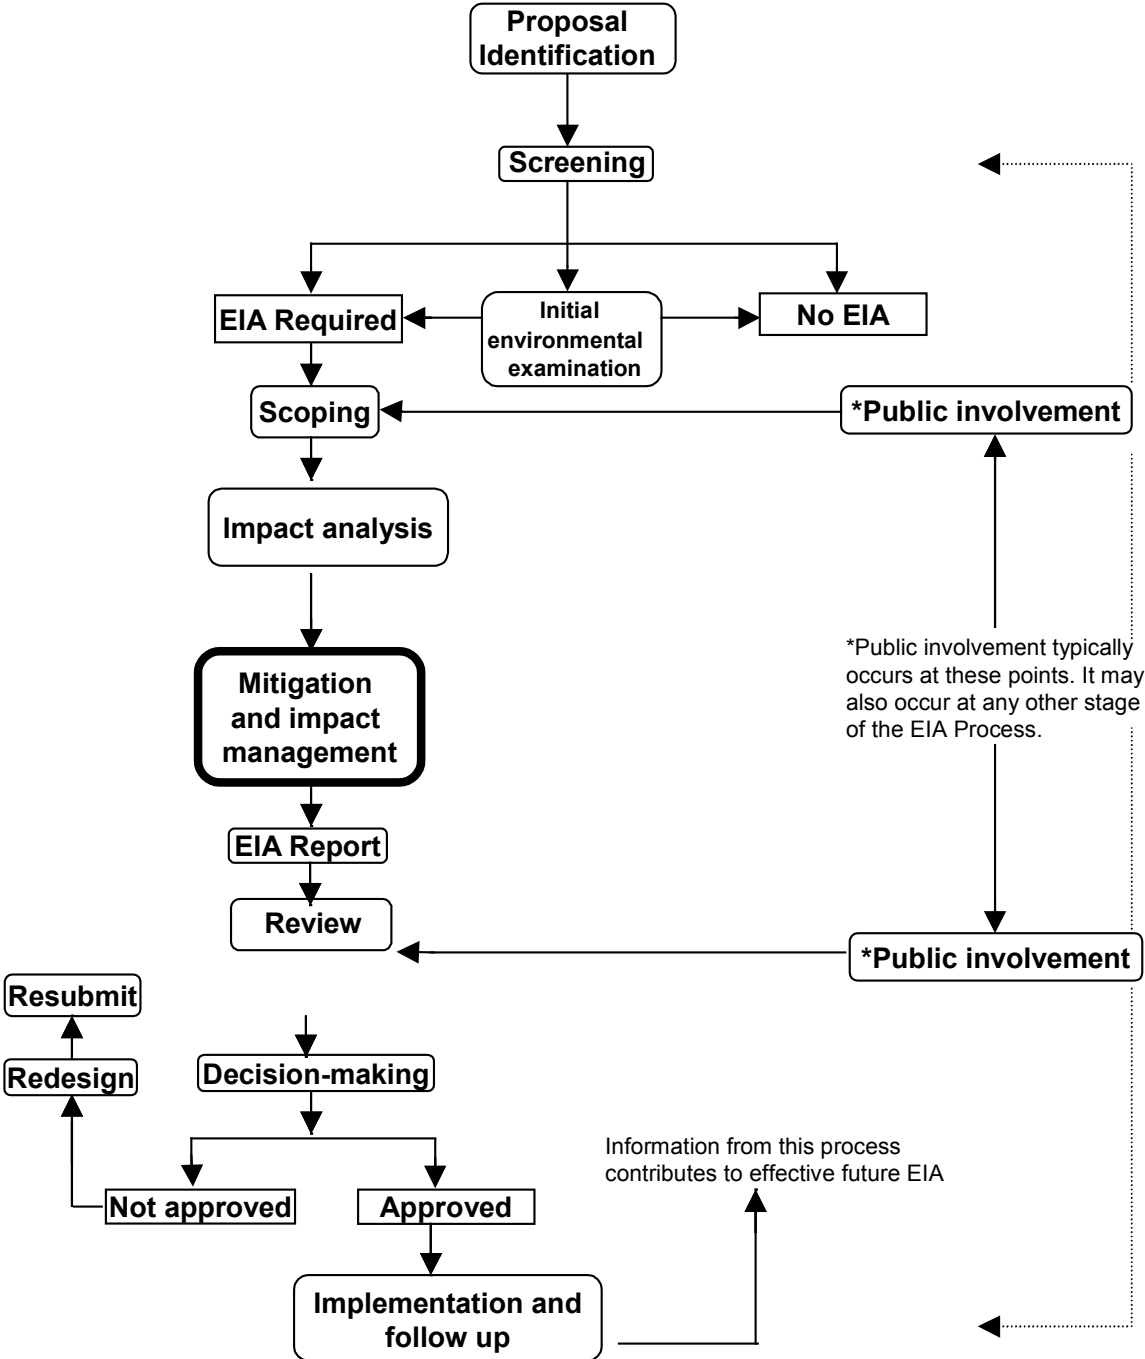 Proposal
Identification
Screening
EIA Required
Initial
environmental
examination
No EIA
Scoping
*Public involvement
Impact analysis
*Public involvement typically
occurs at these points. It may
also occur at any other stage
of the EIA Process.
Mitigation
and impact
management
EIA Report
Review
*Public involvement
Resubmit
Redesign
Decision-making
Information from this process
contributes to effective future EIA
Not approved
Approved
Implementation and
follow up